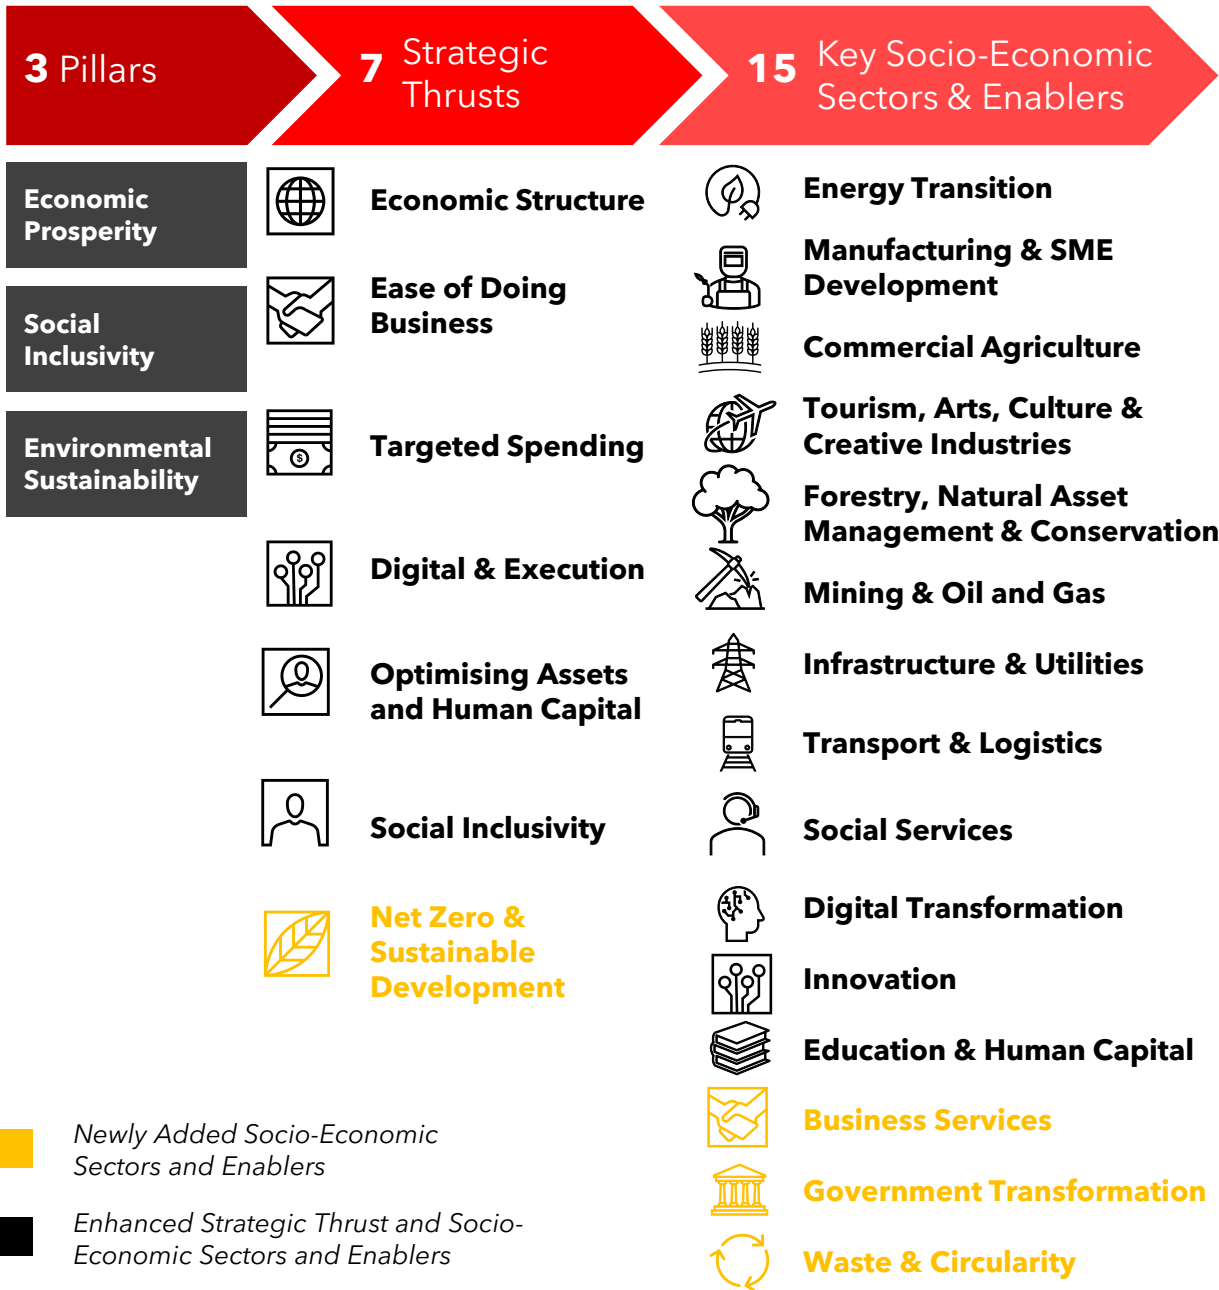 3 Pillars
7 Strategic
Thrusts
15 Key Socio-Economic
Sectors & Enablers
Economic
Prosperity
Social
Inclusivity
Environmental
Sustainability
Economic Structure
Ease of Doing
Business
Targeted Spending
$
Digital & Execution
Optimising Assets
and Human Capital
Social Inclusivity
Net Zero &
Sustainable
Development
Energy Transition
Manufacturing & SME
Development
Commercial Agriculture
Tourism, Arts, Culture &
Creative Industries
Forestry, Natural Asset
Management & Conservation
Mining & Oil and Gas
Infrastructure & Utilities
Transport & Logistics
Social Services
Digital Transformation
Innovation
Education & Human Capital
Business Services
Government Transformation
Waste & Circularity
Newly Added Socio-Economic
Sectors and Enablers
Enhanced Strategic Thrust and Socio-
Economic Sectors and Enablers